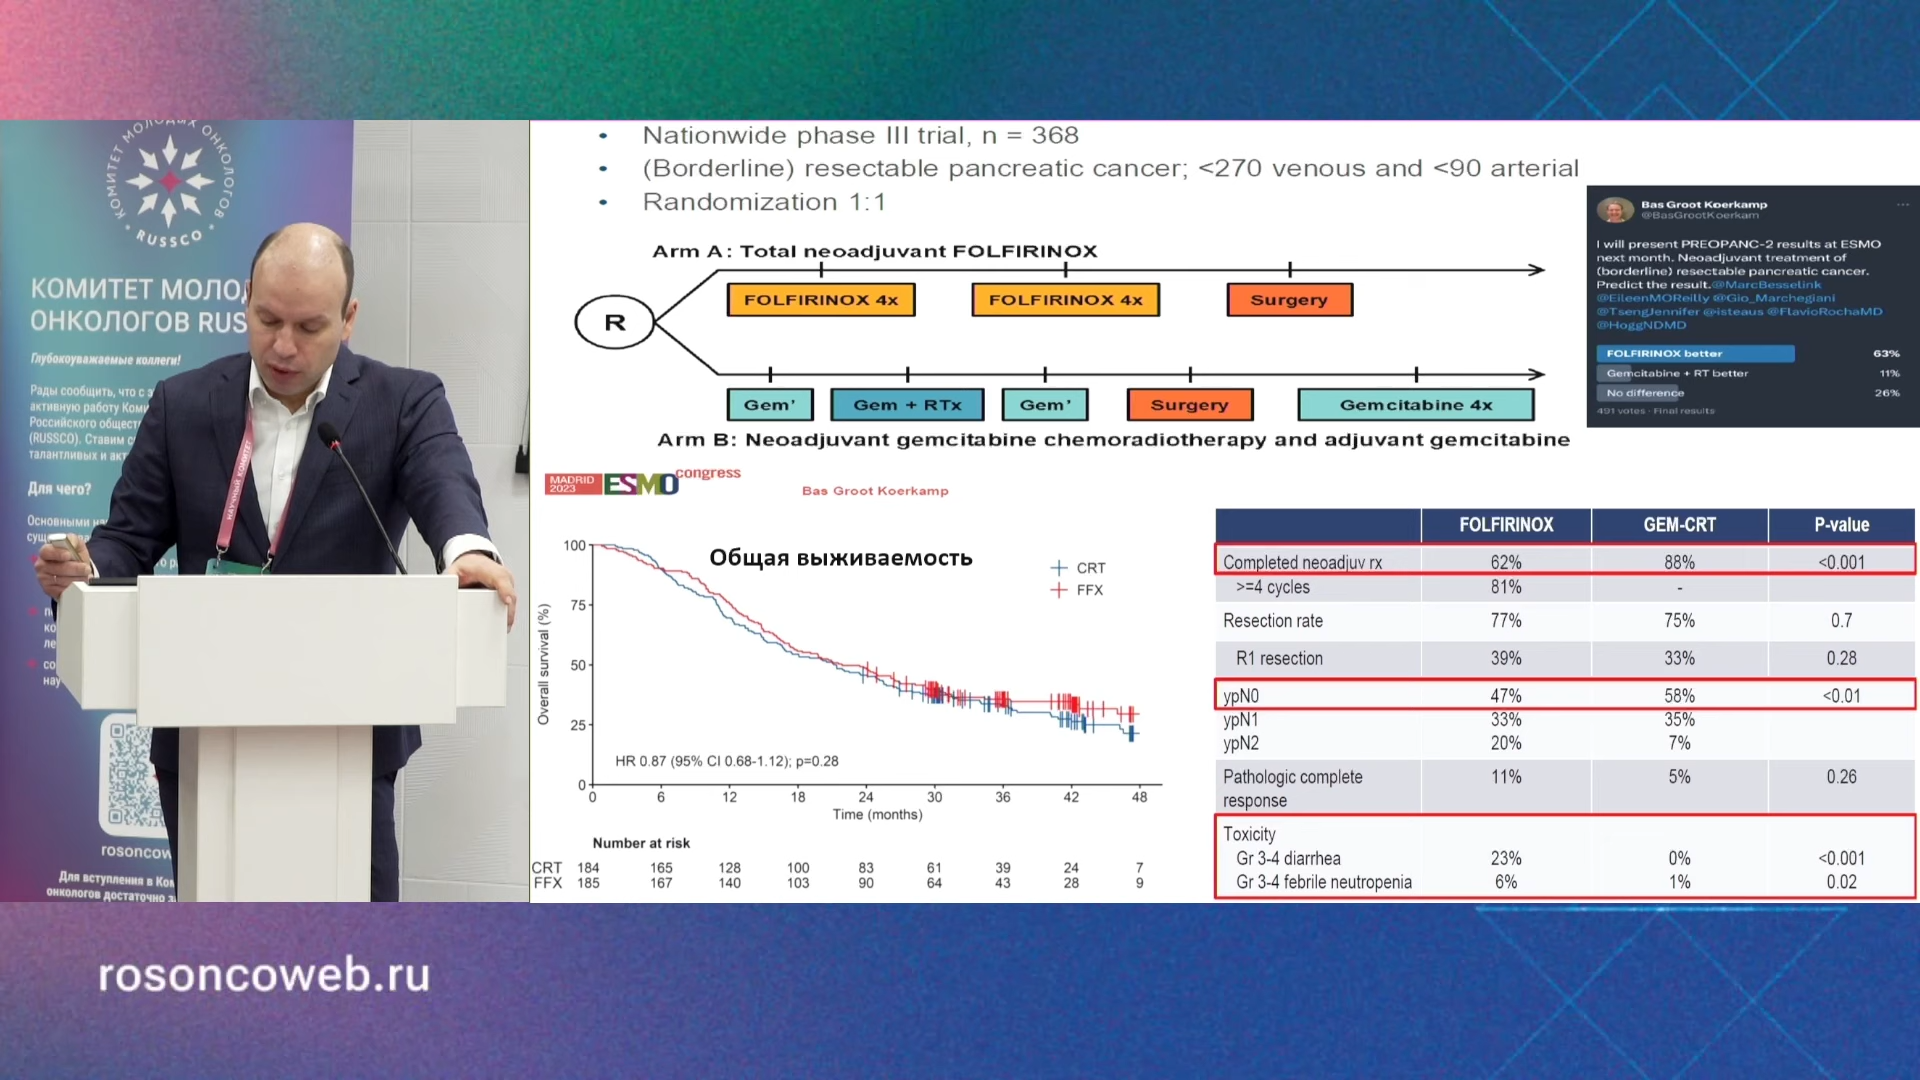 КОМИТЕТ МОЛОДЫХ ОНКОЛОГОВ
RUSSCO
КОМИТЕТ МОЛОД
ОНКОЛОГОВ RUS
Глубокоуважаемые коллеги!
Рады сообщить, что с
активную работу Коми
Российского общест
(RUSSCO). Ставим
талантливых и акт
Для чего?
Основными
rosoncow
Для вступления в Ком
онкологов достаточно
НАУЧНЫЙ КОМИТЕТ
• Nationwide phase III trial, n = 368
• (Borderline) resectable pancreatic cancer; <270 venous and <90 arterial
• Randomization 1:1
Arm A: Total neoadjuvant FOLFIRINOX
FOLFIRINOX 4x FOLFIRINOX 4x Surgery
R
Gem’ Gem + RTx Gem’ Surgery Gemcitabine 4x
Arm B: Neoadjuvant gemcitabine chemoradiotherapy and adjuvant gemcitabine
Bas Groot Koerkamp
@BasGrootKoerkam
I will present PREOPANC-2 results at ESMO
next month. Neoadjuvant treatment of
(borderline) resectable pancreatic cancer.
Predict the result.@MarcBesselink
@EileenMOReilly @Gio_Marchegiani
@TsengJennifer @isteaus @FlavioRochaMD
@HoggNDMD
FOLFIRINOX better 63%
Gemcitabine + RT better 11%
No difference 26%
491 votes · Final results
MADRID 2023 ESMO congress
Bas Groot Koerkamp
Общая выживаемость
CRT
FFX
Overall survival (%)
100
75
50
25
0
HR 0.87 (95% CI 0.68-1.12); p=0.28
0 6 12 18 24 30 36 42 48
Time (months)
Number at risk
CRT 184 165 128 100 83 61 39 24 7
FFX 185 167 140 103 90 64 43 28 9
FOLFIRINOX GEM-CRT P-value
Completed neoadjuv rx 62% 88% <0.001
>=4 cycles 81% -
Resection rate 77% 75% 0.7
R1 resection 39% 33% 0.28
ypN0 47% 58% <0.01
ypN1 33% 35%
ypN2 20% 7%
Pathologic complete response 11% 5% 0.26
Toxicity
Gr 3-4 diarrhea 23% 0% <0.001
Gr 3-4 febrile neutropenia 6% 1% 0.02
rosoncoweb.ru